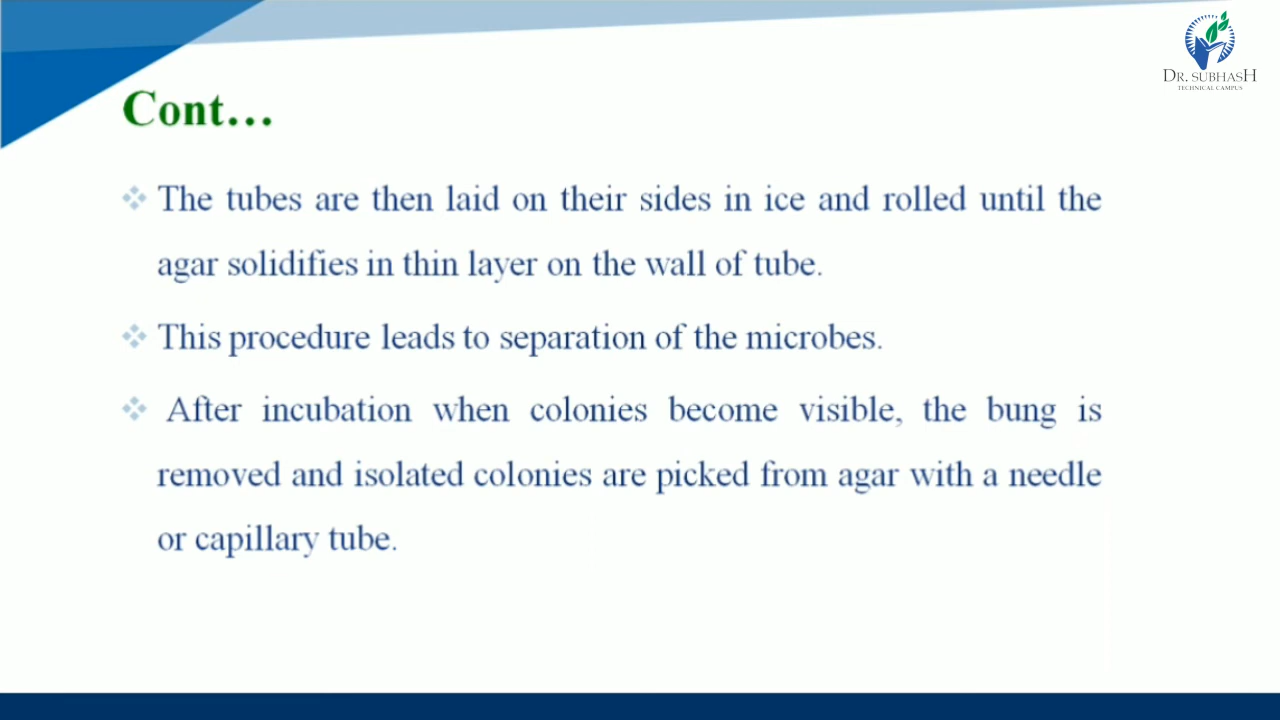 DR. SUBHASH
TECHNICAL CAMPUS
Cont...
The tubes are then laid on their sides in ice and rolled until the
agar solidifies in thin layer on the wall of tube.
This procedure leads to separation of the microbes.
After incubation when colonies become visible, the bung is
removed and isolated colonies are picked from agar with a needle
or capillary tube.